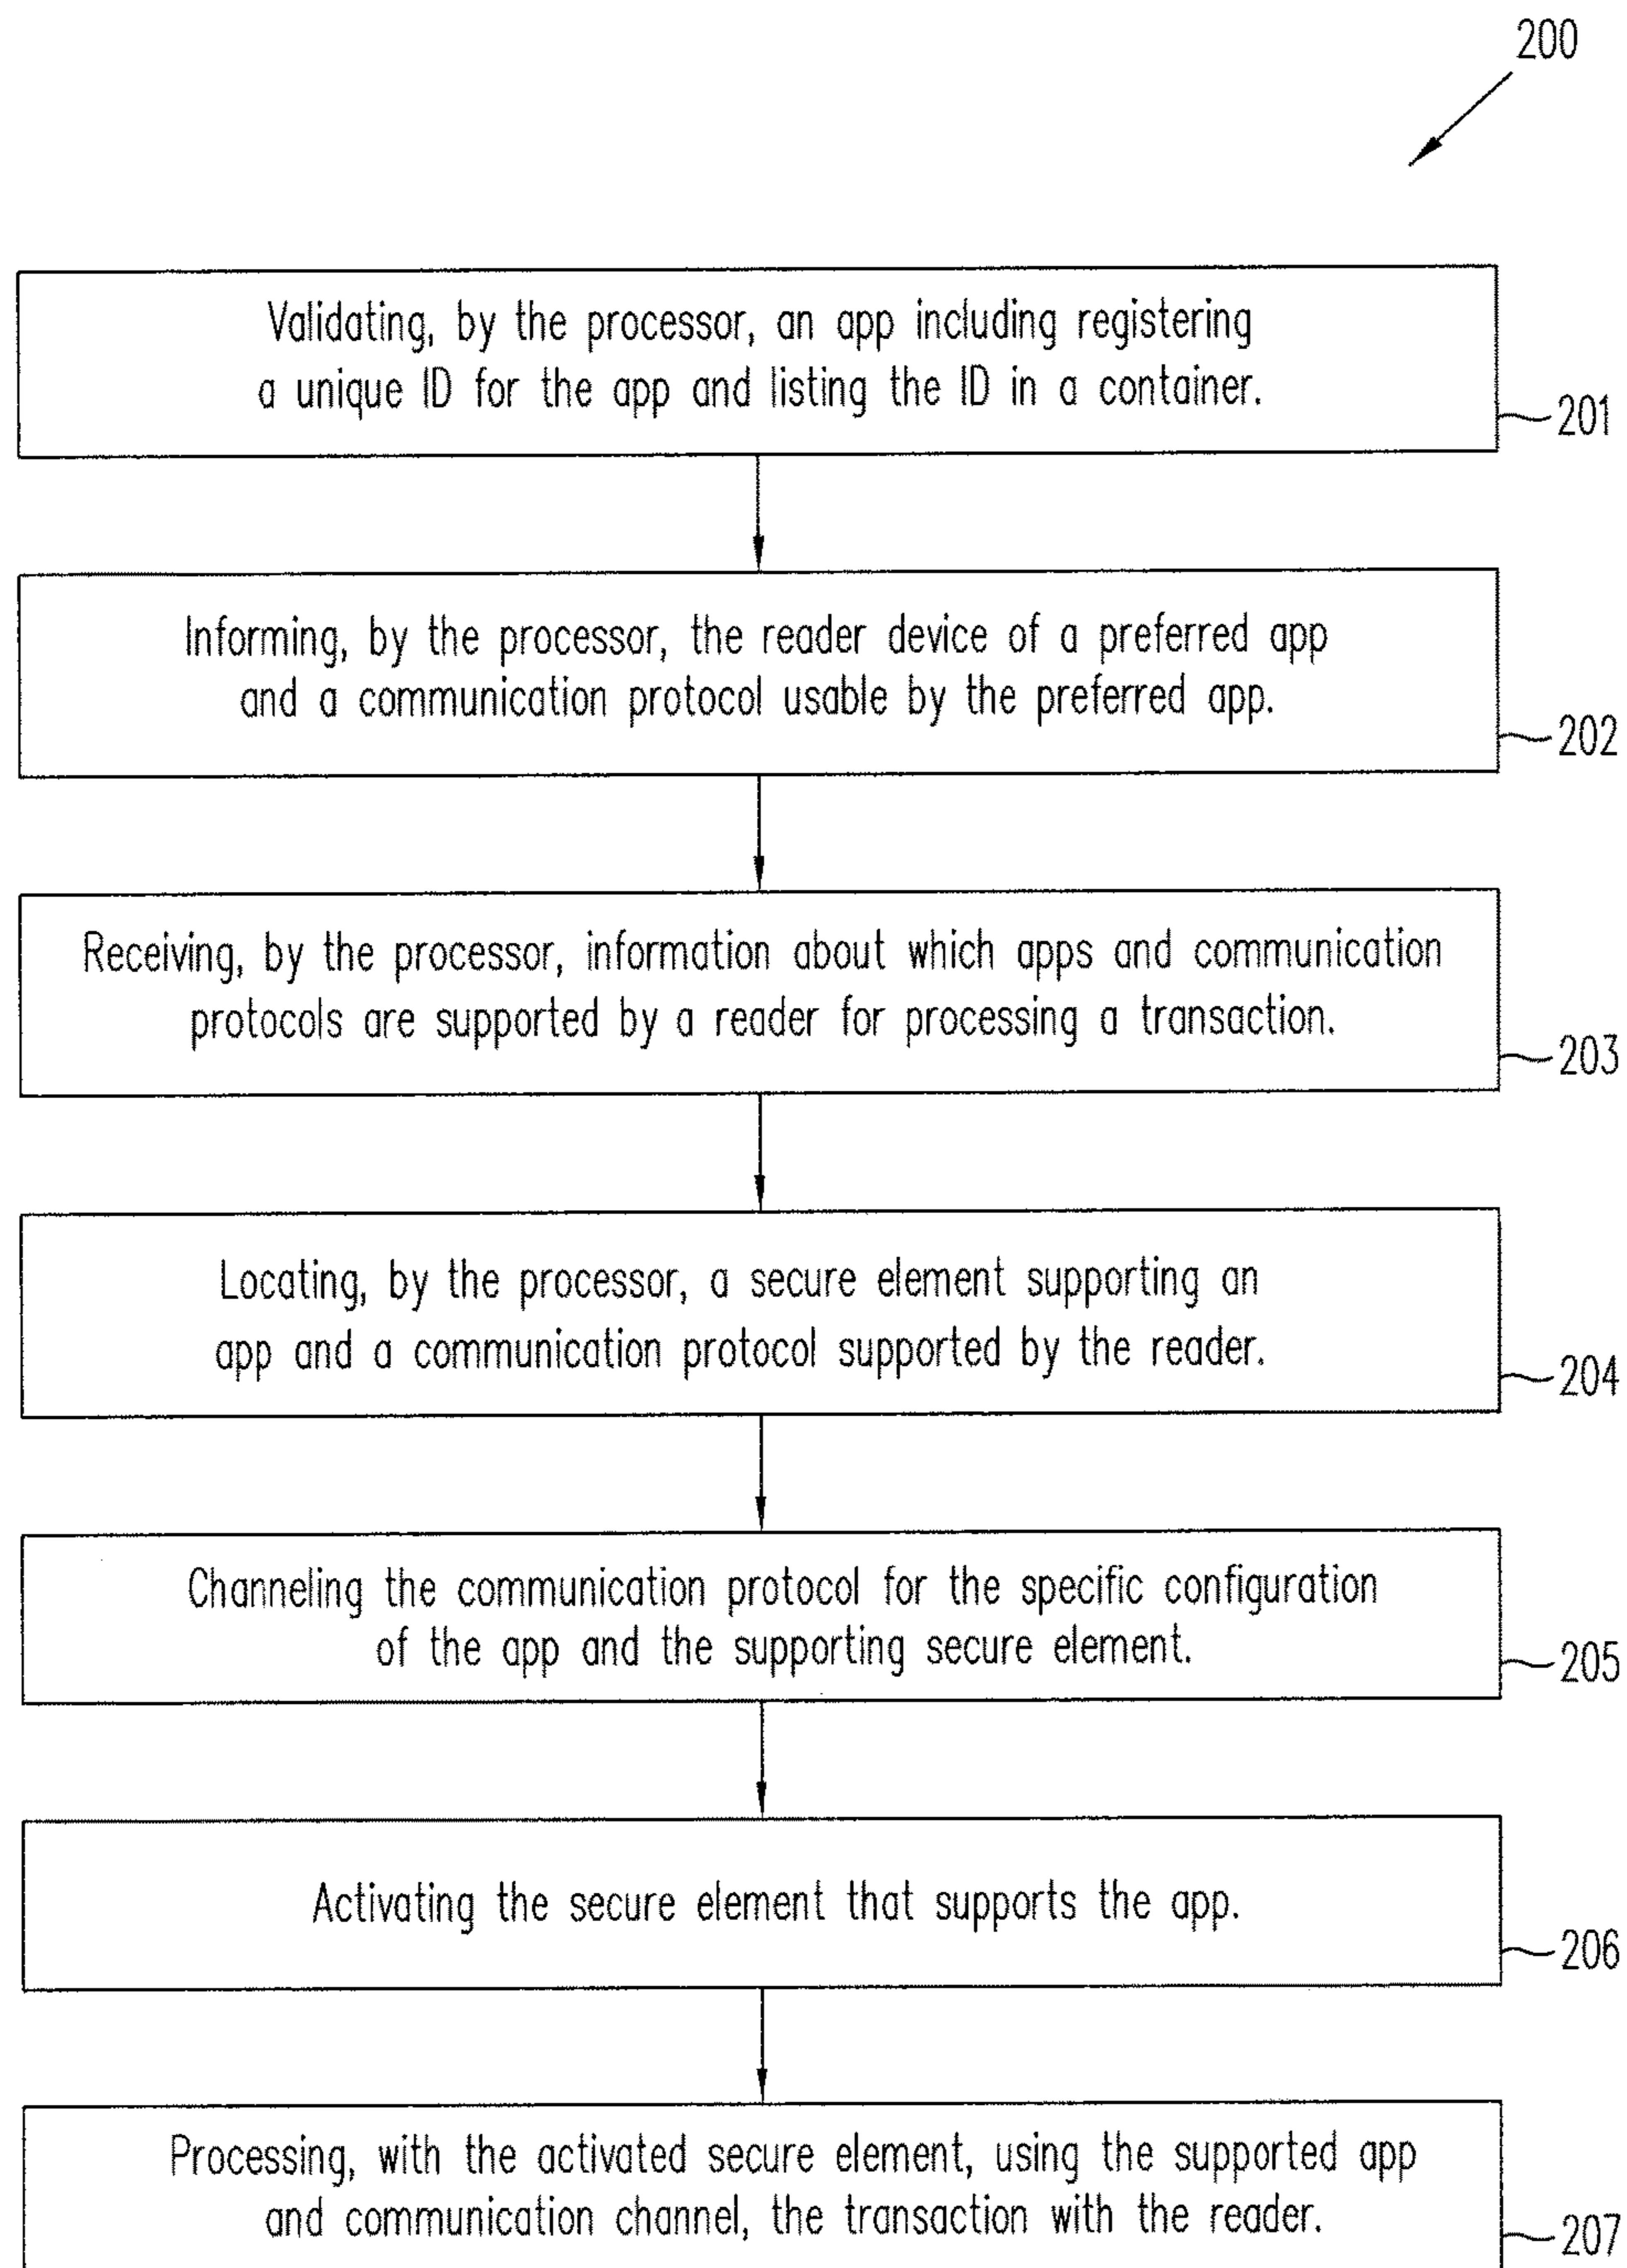 200
Validating, by the processor, an app including registering
a unique ID for the app and listing the ID in a container.
201
Informing, by the processor, the reader device of a preferred app
and a communication protocol usable by the preferred app.
202
Receiving, by the processor, information about which apps and communication
protocols are supported by a reader for processing a transaction.
203
Locating, by the processor, a secure element supporting an
app and a communication protocol supported by the reader.
204
Channeling the communication protocol for the specific configuration
of the app and the supporting secure element.
205
Activating the secure element that supports the app.
206
Processing, with the activated secure element, using the supported app
and communication channel, the transaction with the reader.
207